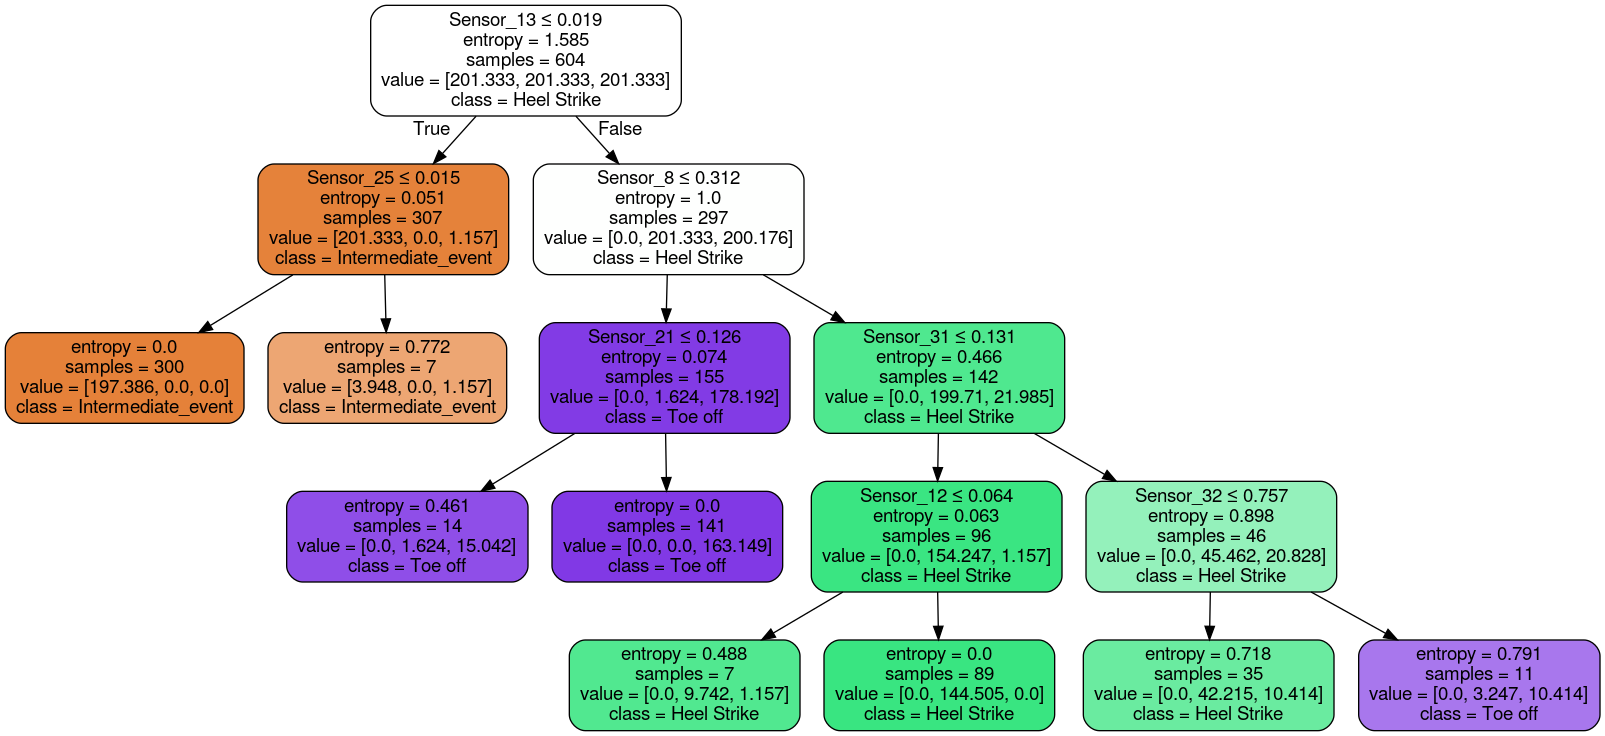 Sensor_13 ≤ 0.019
entropy = 1.585
samples = 604
value = [201.333, 201.333, 201.333]
class = Heel Strike
True
False
Sensor_25 ≤ 0.015
entropy = 0.051
samples = 307
value = [201.333, 0.0, 1.157]
class = Intermediate_event
Sensor_8 ≤ 0.312
entropy = 1.0
samples = 297
value = [0.0, 201.333, 200.176]
class = Heel Strike
entropy = 0.0
samples = 300
value = [197.386, 0.0, 0.0]
class = Intermediate_event
entropy = 0.772
samples = 7
value = [3.948, 0.0, 1.157]
class = Intermediate_event
Sensor_21 ≤ 0.126
entropy = 0.074
samples = 155
value = [0.0, 1.624, 178.192]
class = Toe off
Sensor_31 ≤ 0.131
entropy = 0.466
samples = 142
value = [0.0, 199.71, 21.985]
class = Heel Strike
entropy = 0.461
samples = 14
value = [0.0, 1.624, 15.042]
class = Toe off
entropy = 0.0
samples = 141
value = [0.0, 0.0, 163.149]
class = Toe off
Sensor_12 ≤ 0.064
entropy = 0.063
samples = 96
value = [0.0, 154.247, 1.157]
class = Heel Strike
Sensor_32 ≤ 0.757
entropy = 0.898
samples = 46
value = [0.0, 45.462, 20.828]
class = Heel Strike
entropy = 0.488
samples = 7
value = [0.0, 9.742, 1.157]
class = Heel Strike
entropy = 0.0
samples = 89
value = [0.0, 144.505, 0.0]
class = Heel Strike
entropy = 0.718
samples = 35
value = [0.0, 42.215, 10.414]
class = Heel Strike
entropy = 0.791
samples = 11
value = [0.0, 3.247, 10.414]
class = Toe off